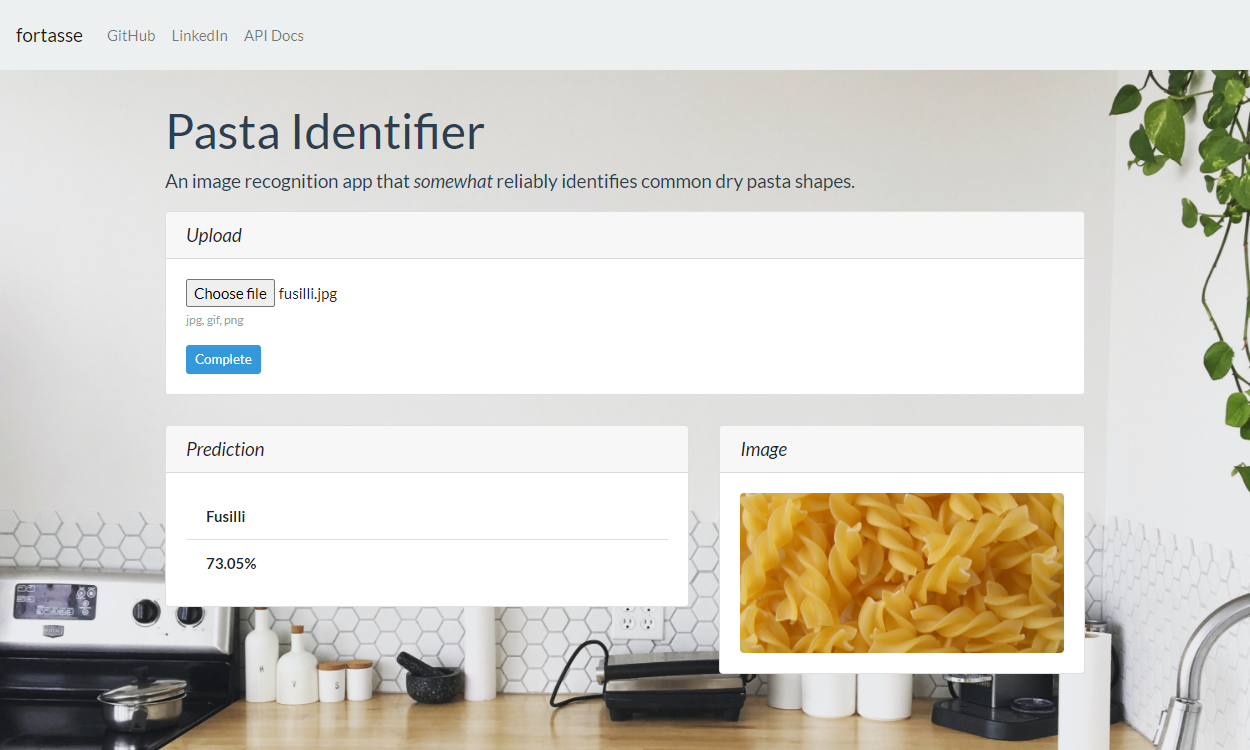 fortasse GitHub LinkedIn API Docs
Pasta Identifier
An image recognition app that somewhat reliably identifies common dry pasta shapes.
Upload
Choose file fusilli.jpg
jpg, gif, png
Complete
Prediction
Fusilli
73.05%
Image
H V S